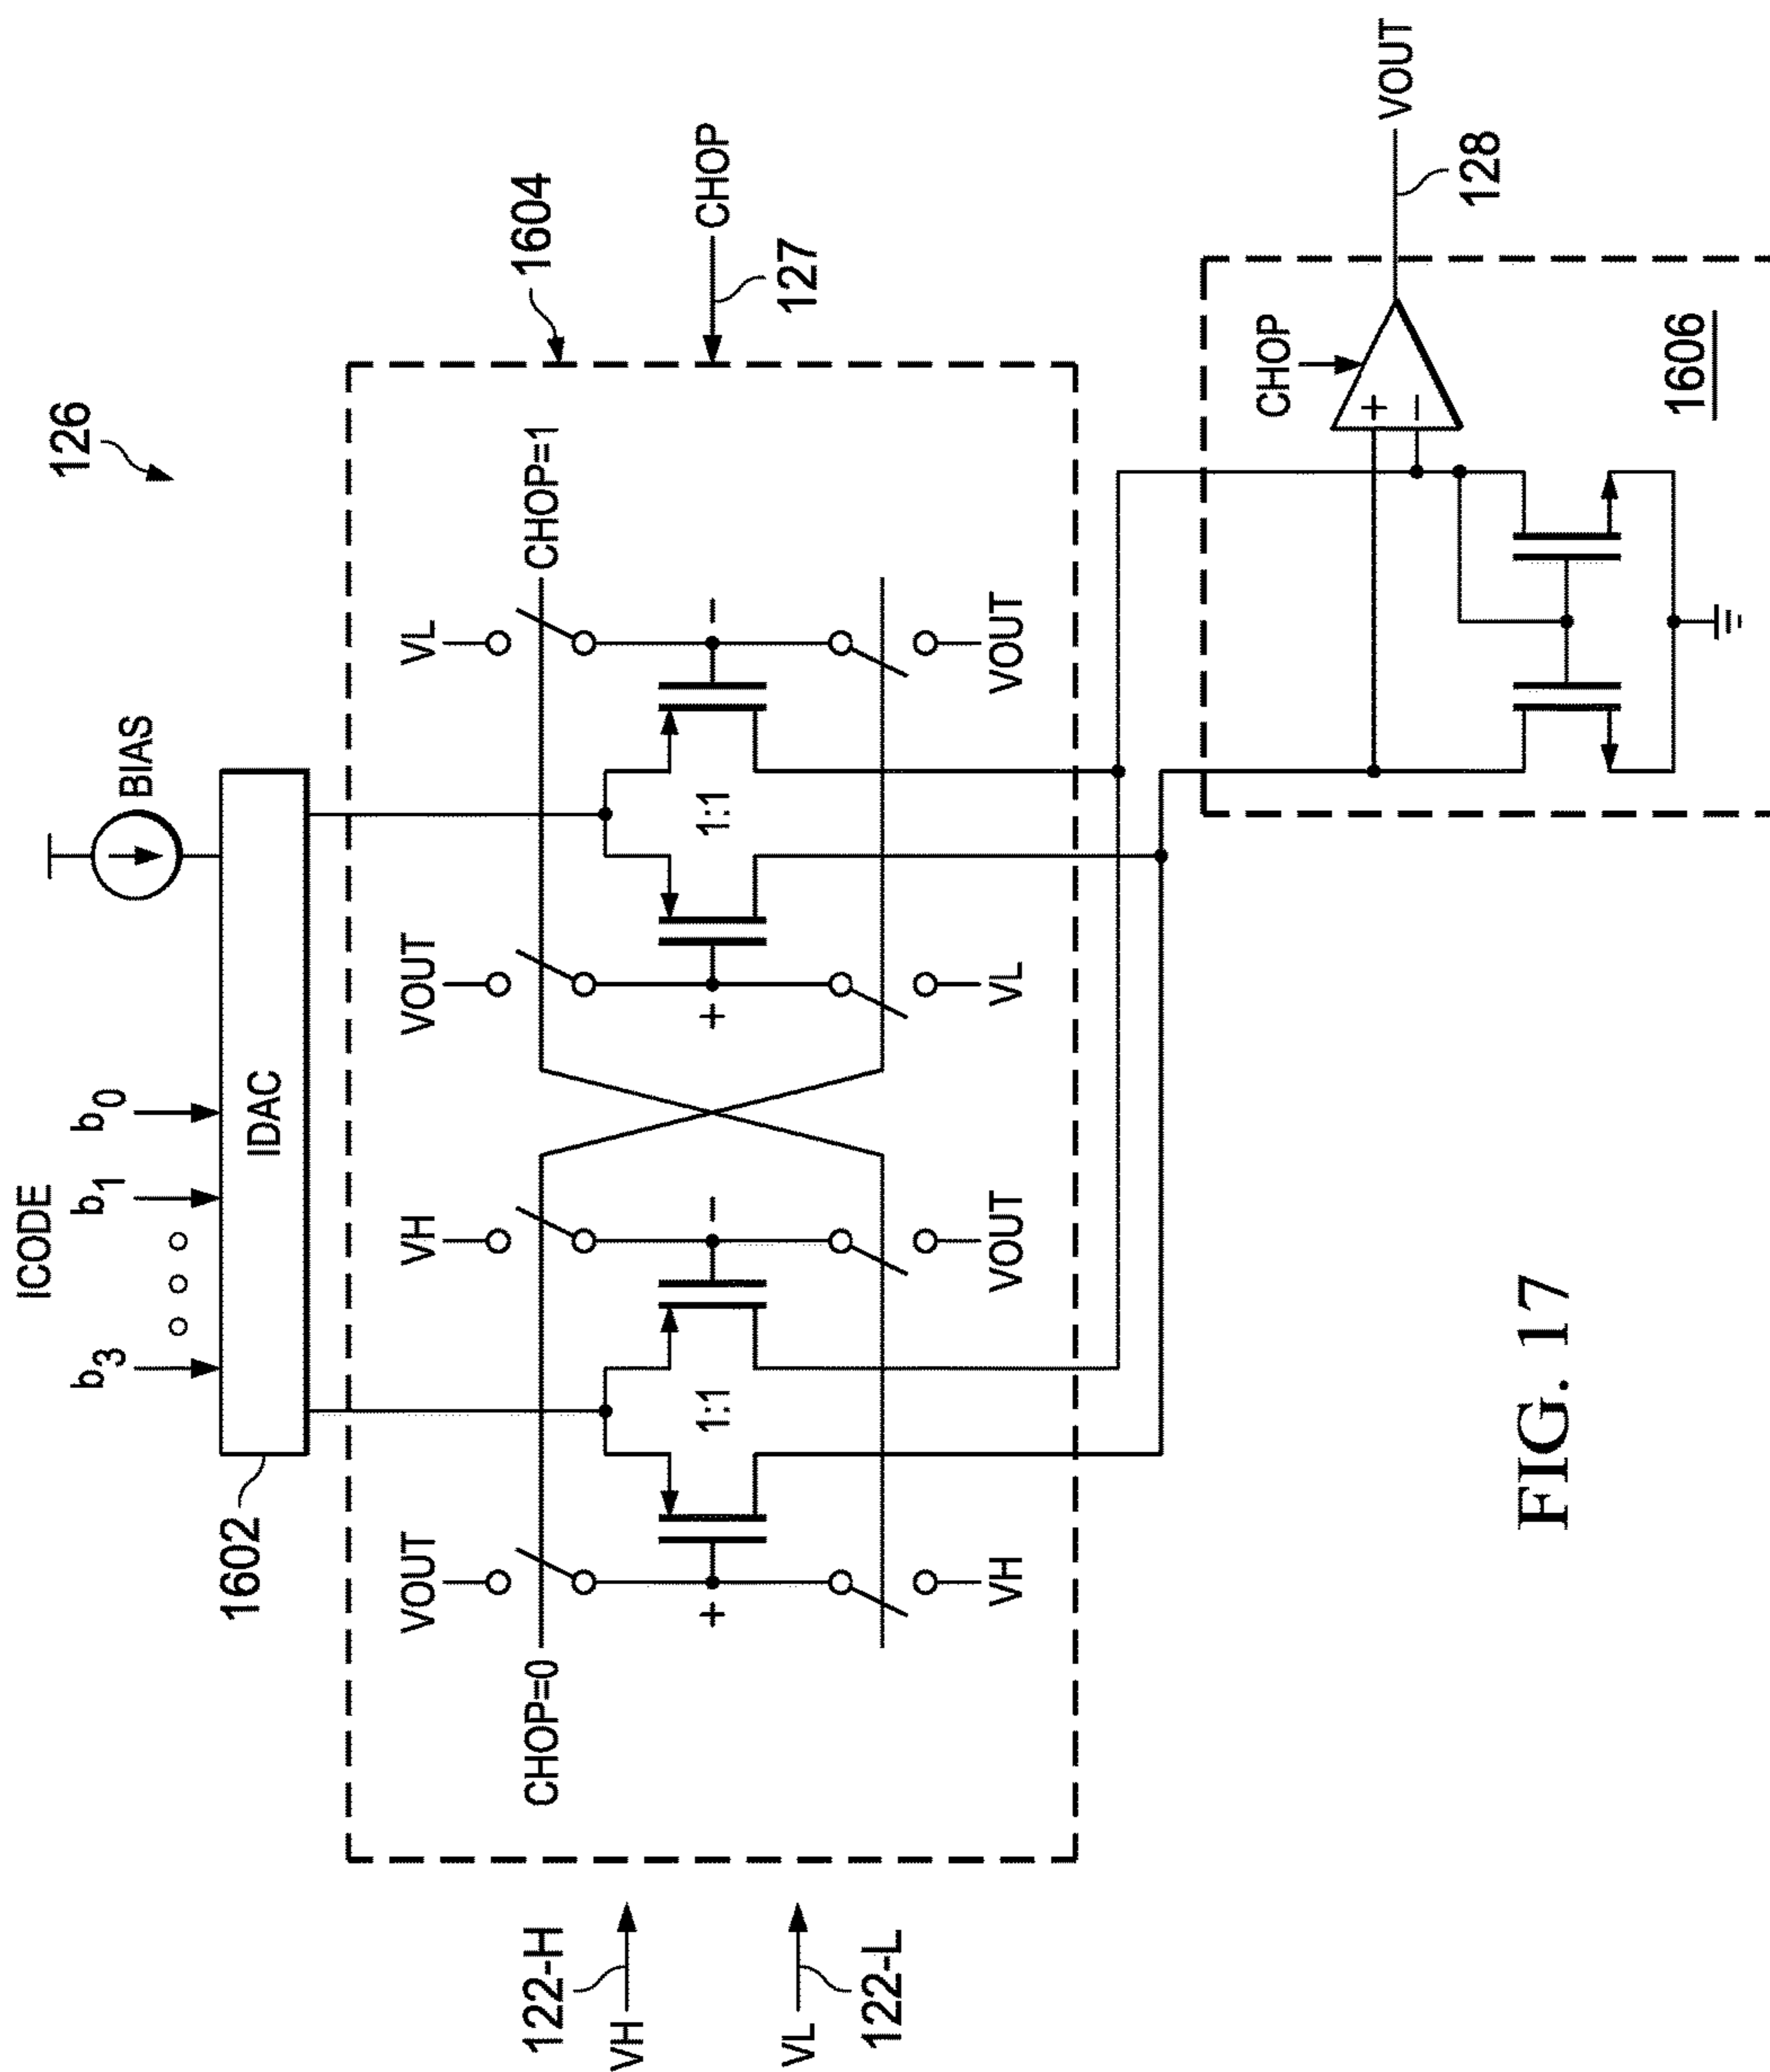 126
ICODE
b3 b1 b0
BIAS
1602
IDAC
1604
CHOP
127
122-H
VH
122-L
VL
CHOP=0
CHOP=1
VOUT
VH
VOUT
VL
+
1:1
−
+
1:1
−
VH
VOUT
VL
VOUT
CHOP
+
−
VOUT
128
1606
FIG. 17